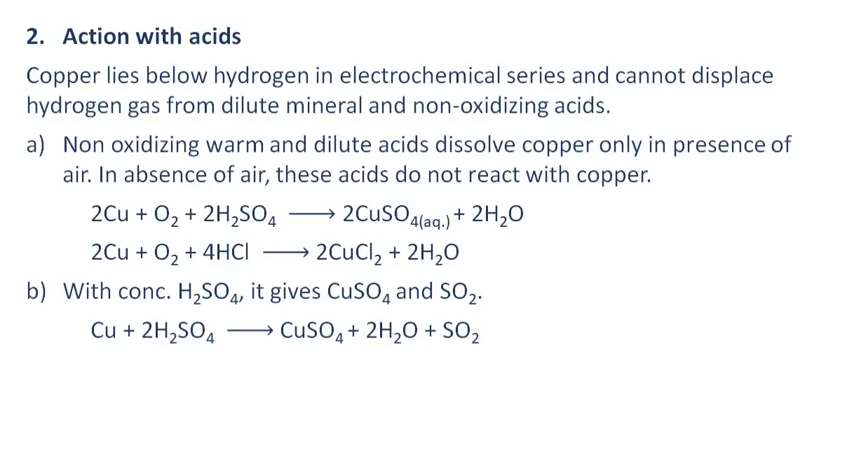 2. Action with acids
Copper lies below hydrogen in electrochemical series and cannot displace
hydrogen gas from dilute mineral and non-oxidizing acids.
a) Non oxidizing warm and dilute acids dissolve copper only in presence of
air. In absence of air, these acids do not react with copper.
2Cu + O₂ + 2H₂SO₄ ⟶ 2CuSO₄₍aq.₎ + 2H₂O
2Cu + O₂ + 4HCl ⟶ 2CuCl₂ + 2H₂O
b) With conc. H₂SO₄, it gives CuSO₄ and SO₂.
Cu + 2H₂SO₄ ⟶ CuSO₄ + 2H₂O + SO₂